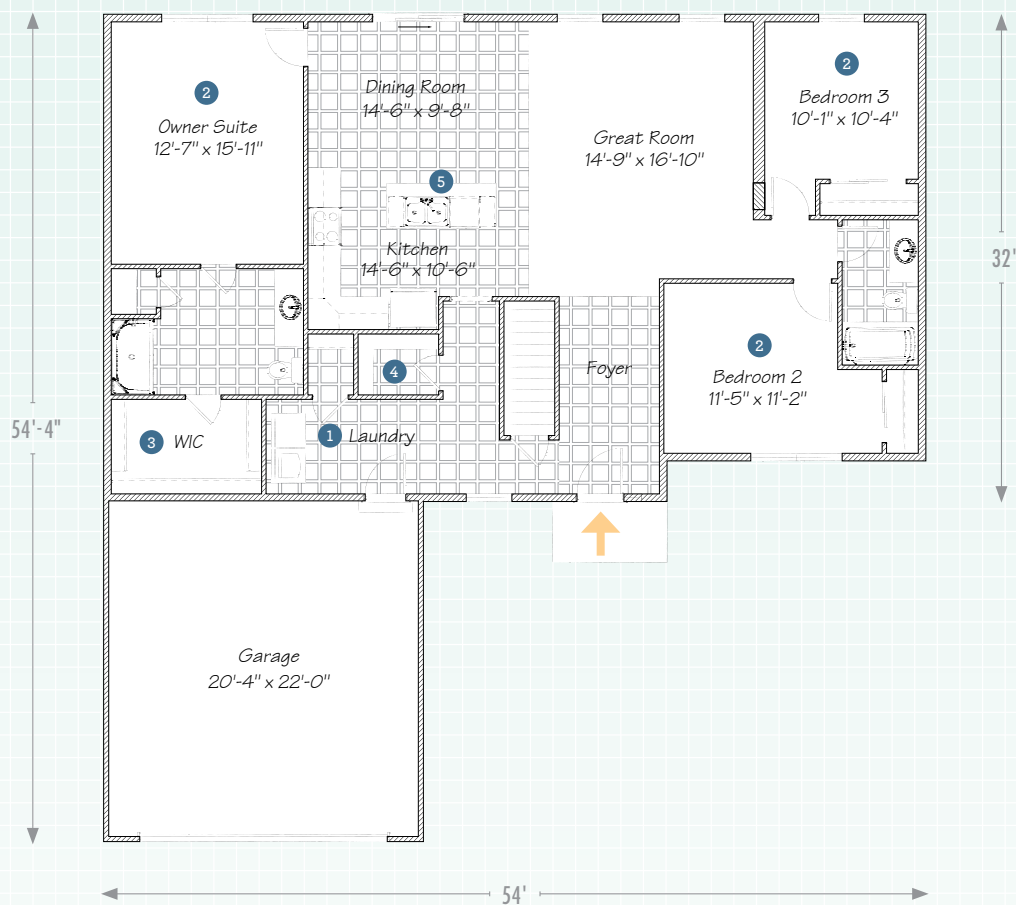 2
Owner Suite
12'-7" x 15'-11"
Dining Room
14'-6" x 9'-8"
Great Room
14'-9" x 16'-10"
2
Bedroom 3
10'-1" x 10'-4"
5
Kitchen
14'-6" x 10'-6"
32'
Foyer
2
Bedroom 2
11'-5" x 11'-2"
4
3
WIC
1
Laundry
54'-4"
Garage
20'-4" x 22'-0"
54'